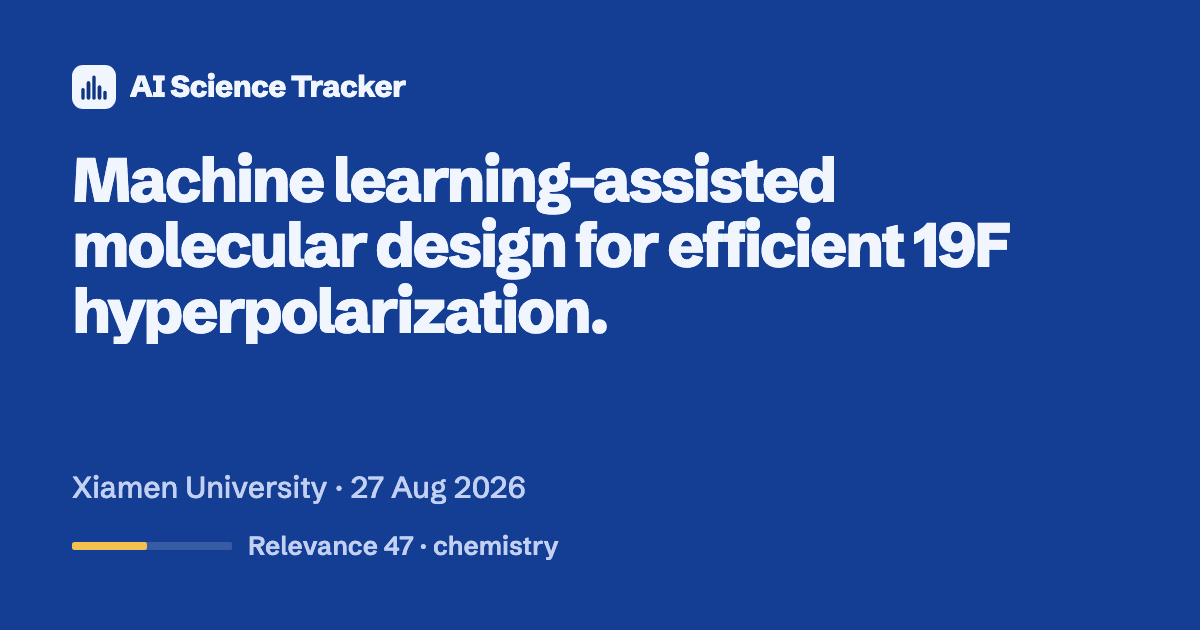 AI Science Tracker
Machine learning-assisted
molecular design for efficient 19F
hyperpolarization.
Xiamen University · 27 Aug 2026
Relevance 47 · chemistry